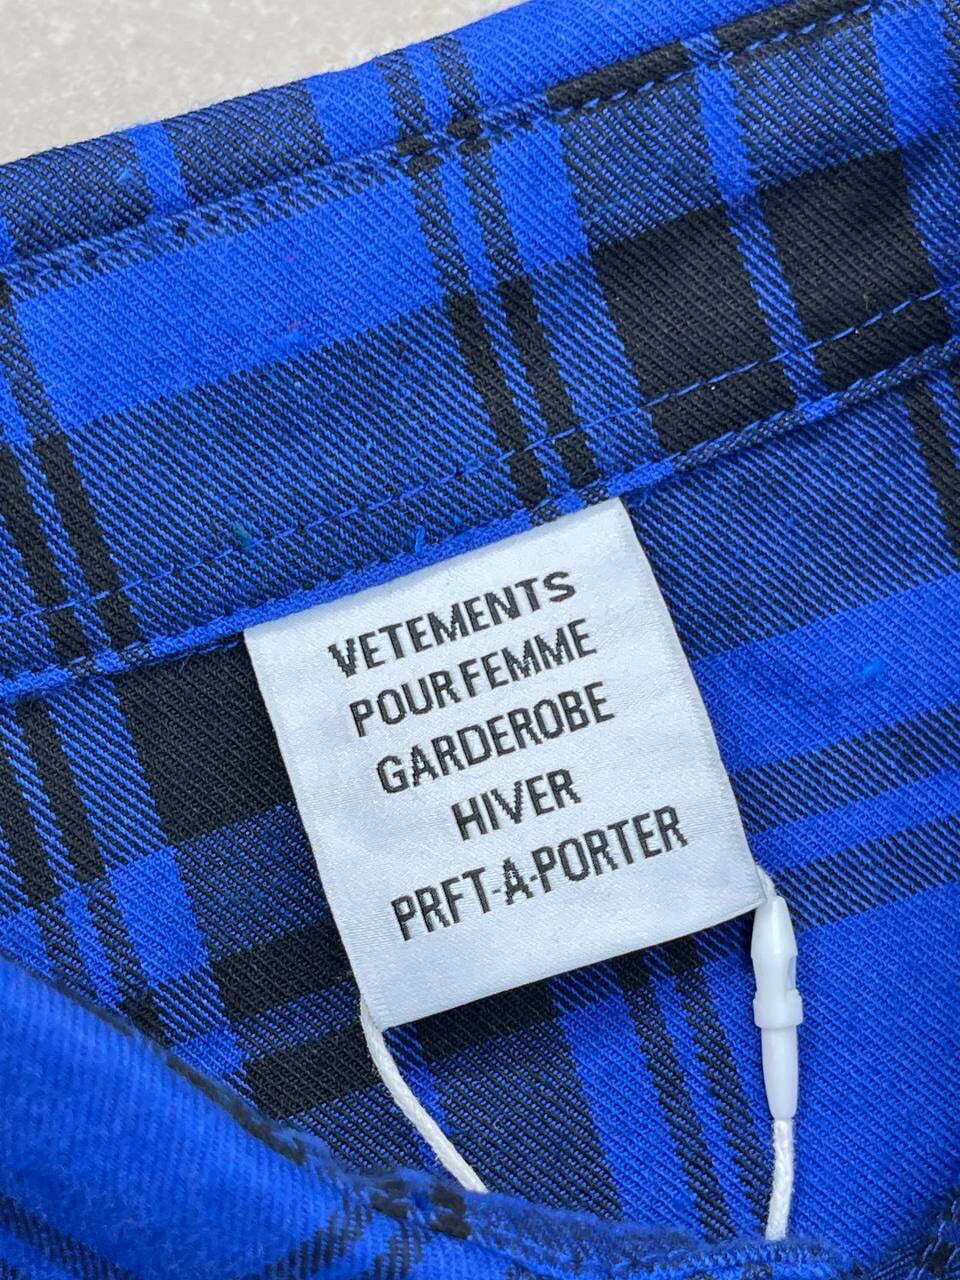 VETEMENTS
POUR FEMME
GARDEROBE
HIVER
PRFT-A-PORTER